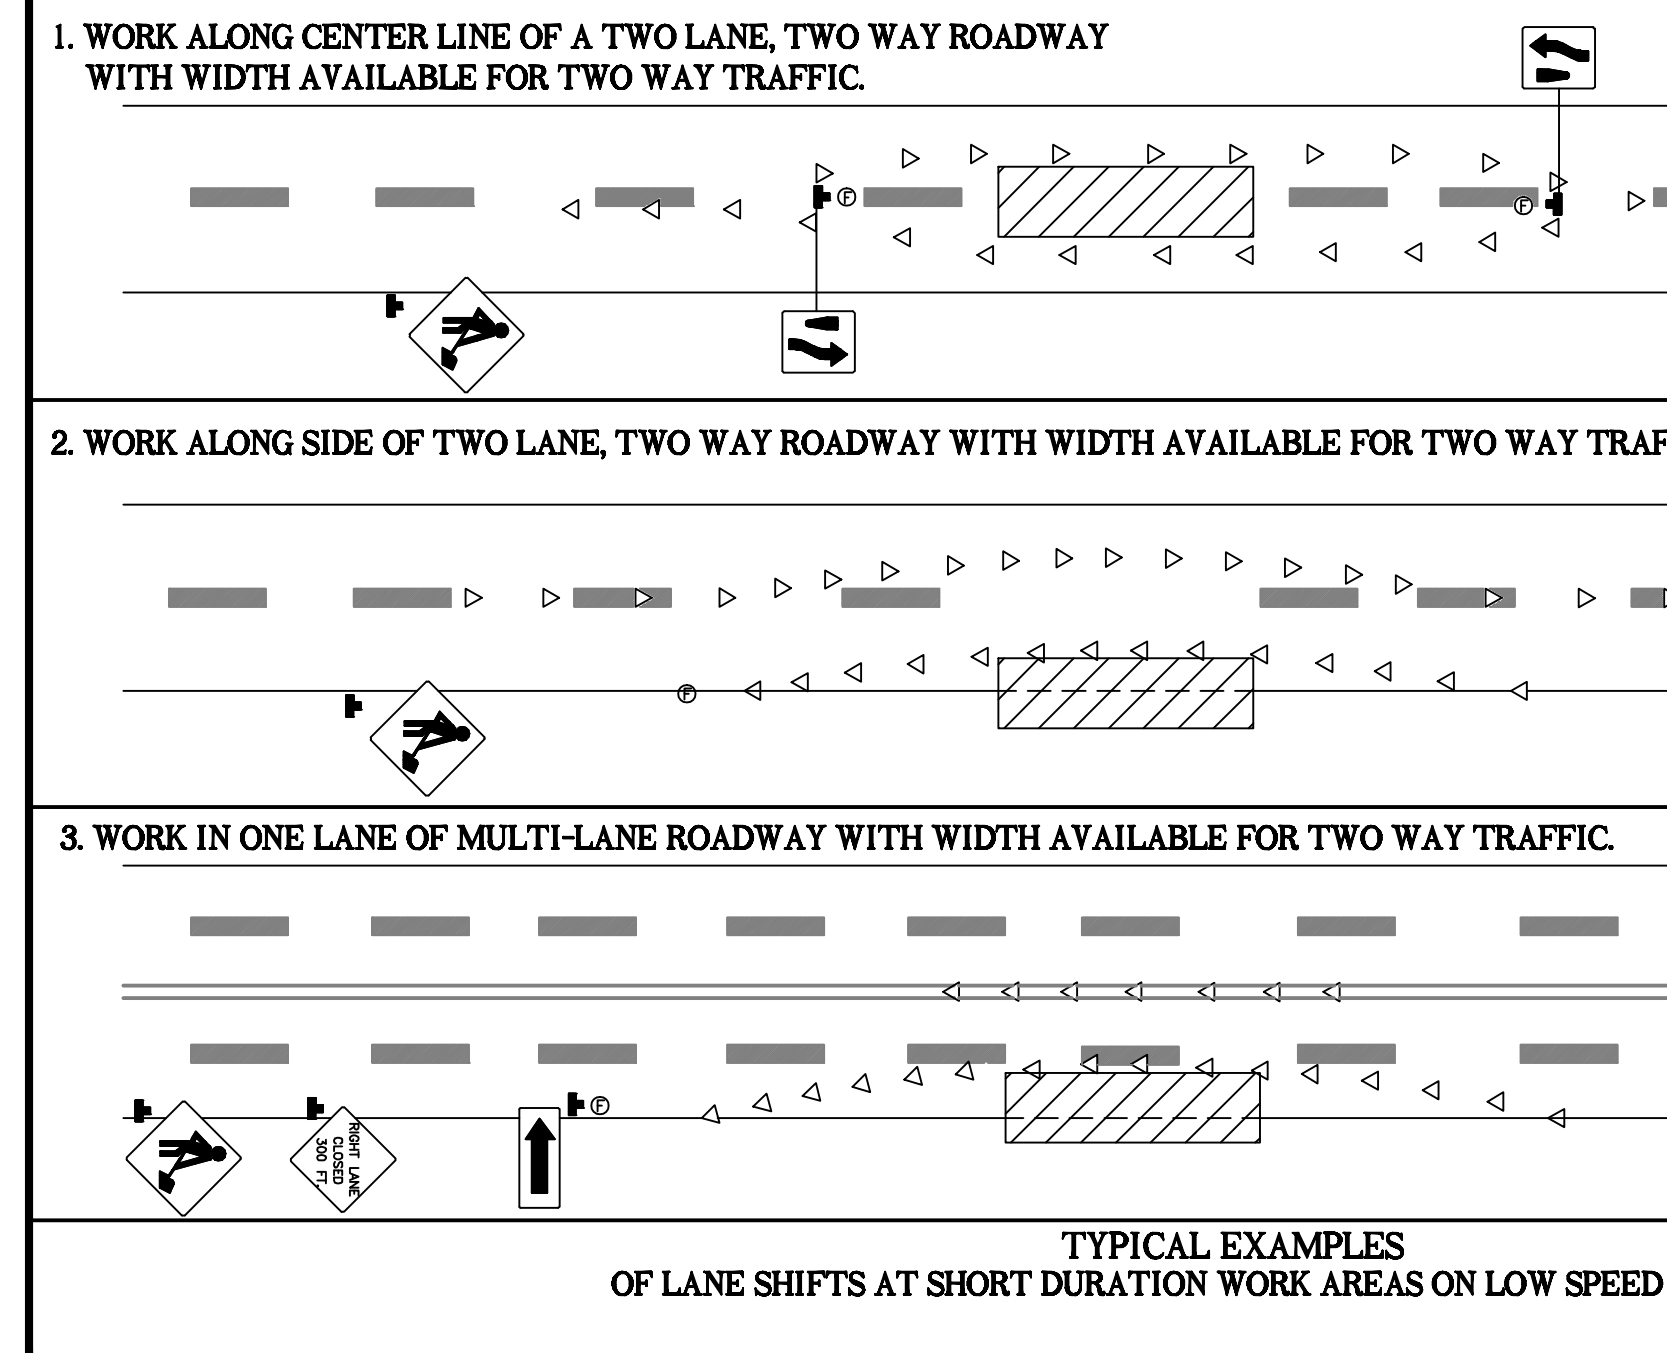 1. WORK ALONG CENTER LINE OF A TWO LANE, TWO WAY ROADWAY
WITH WIDTH AVAILABLE FOR TWO WAY TRAFFIC.
F
F
2. WORK ALONG SIDE OF TWO LANE, TWO WAY ROADWAY WITH WIDTH AVAILABLE FOR TWO WAY TRAF
F
3. WORK IN ONE LANE OF MULTI-LANE ROADWAY WITH WIDTH AVAILABLE FOR TWO WAY TRAFFIC.
F
RIGHT LANE
CLOSED
300 FT.
TYPICAL EXAMPLES
OF LANE SHIFTS AT SHORT DURATION WORK AREAS ON LOW SPEED